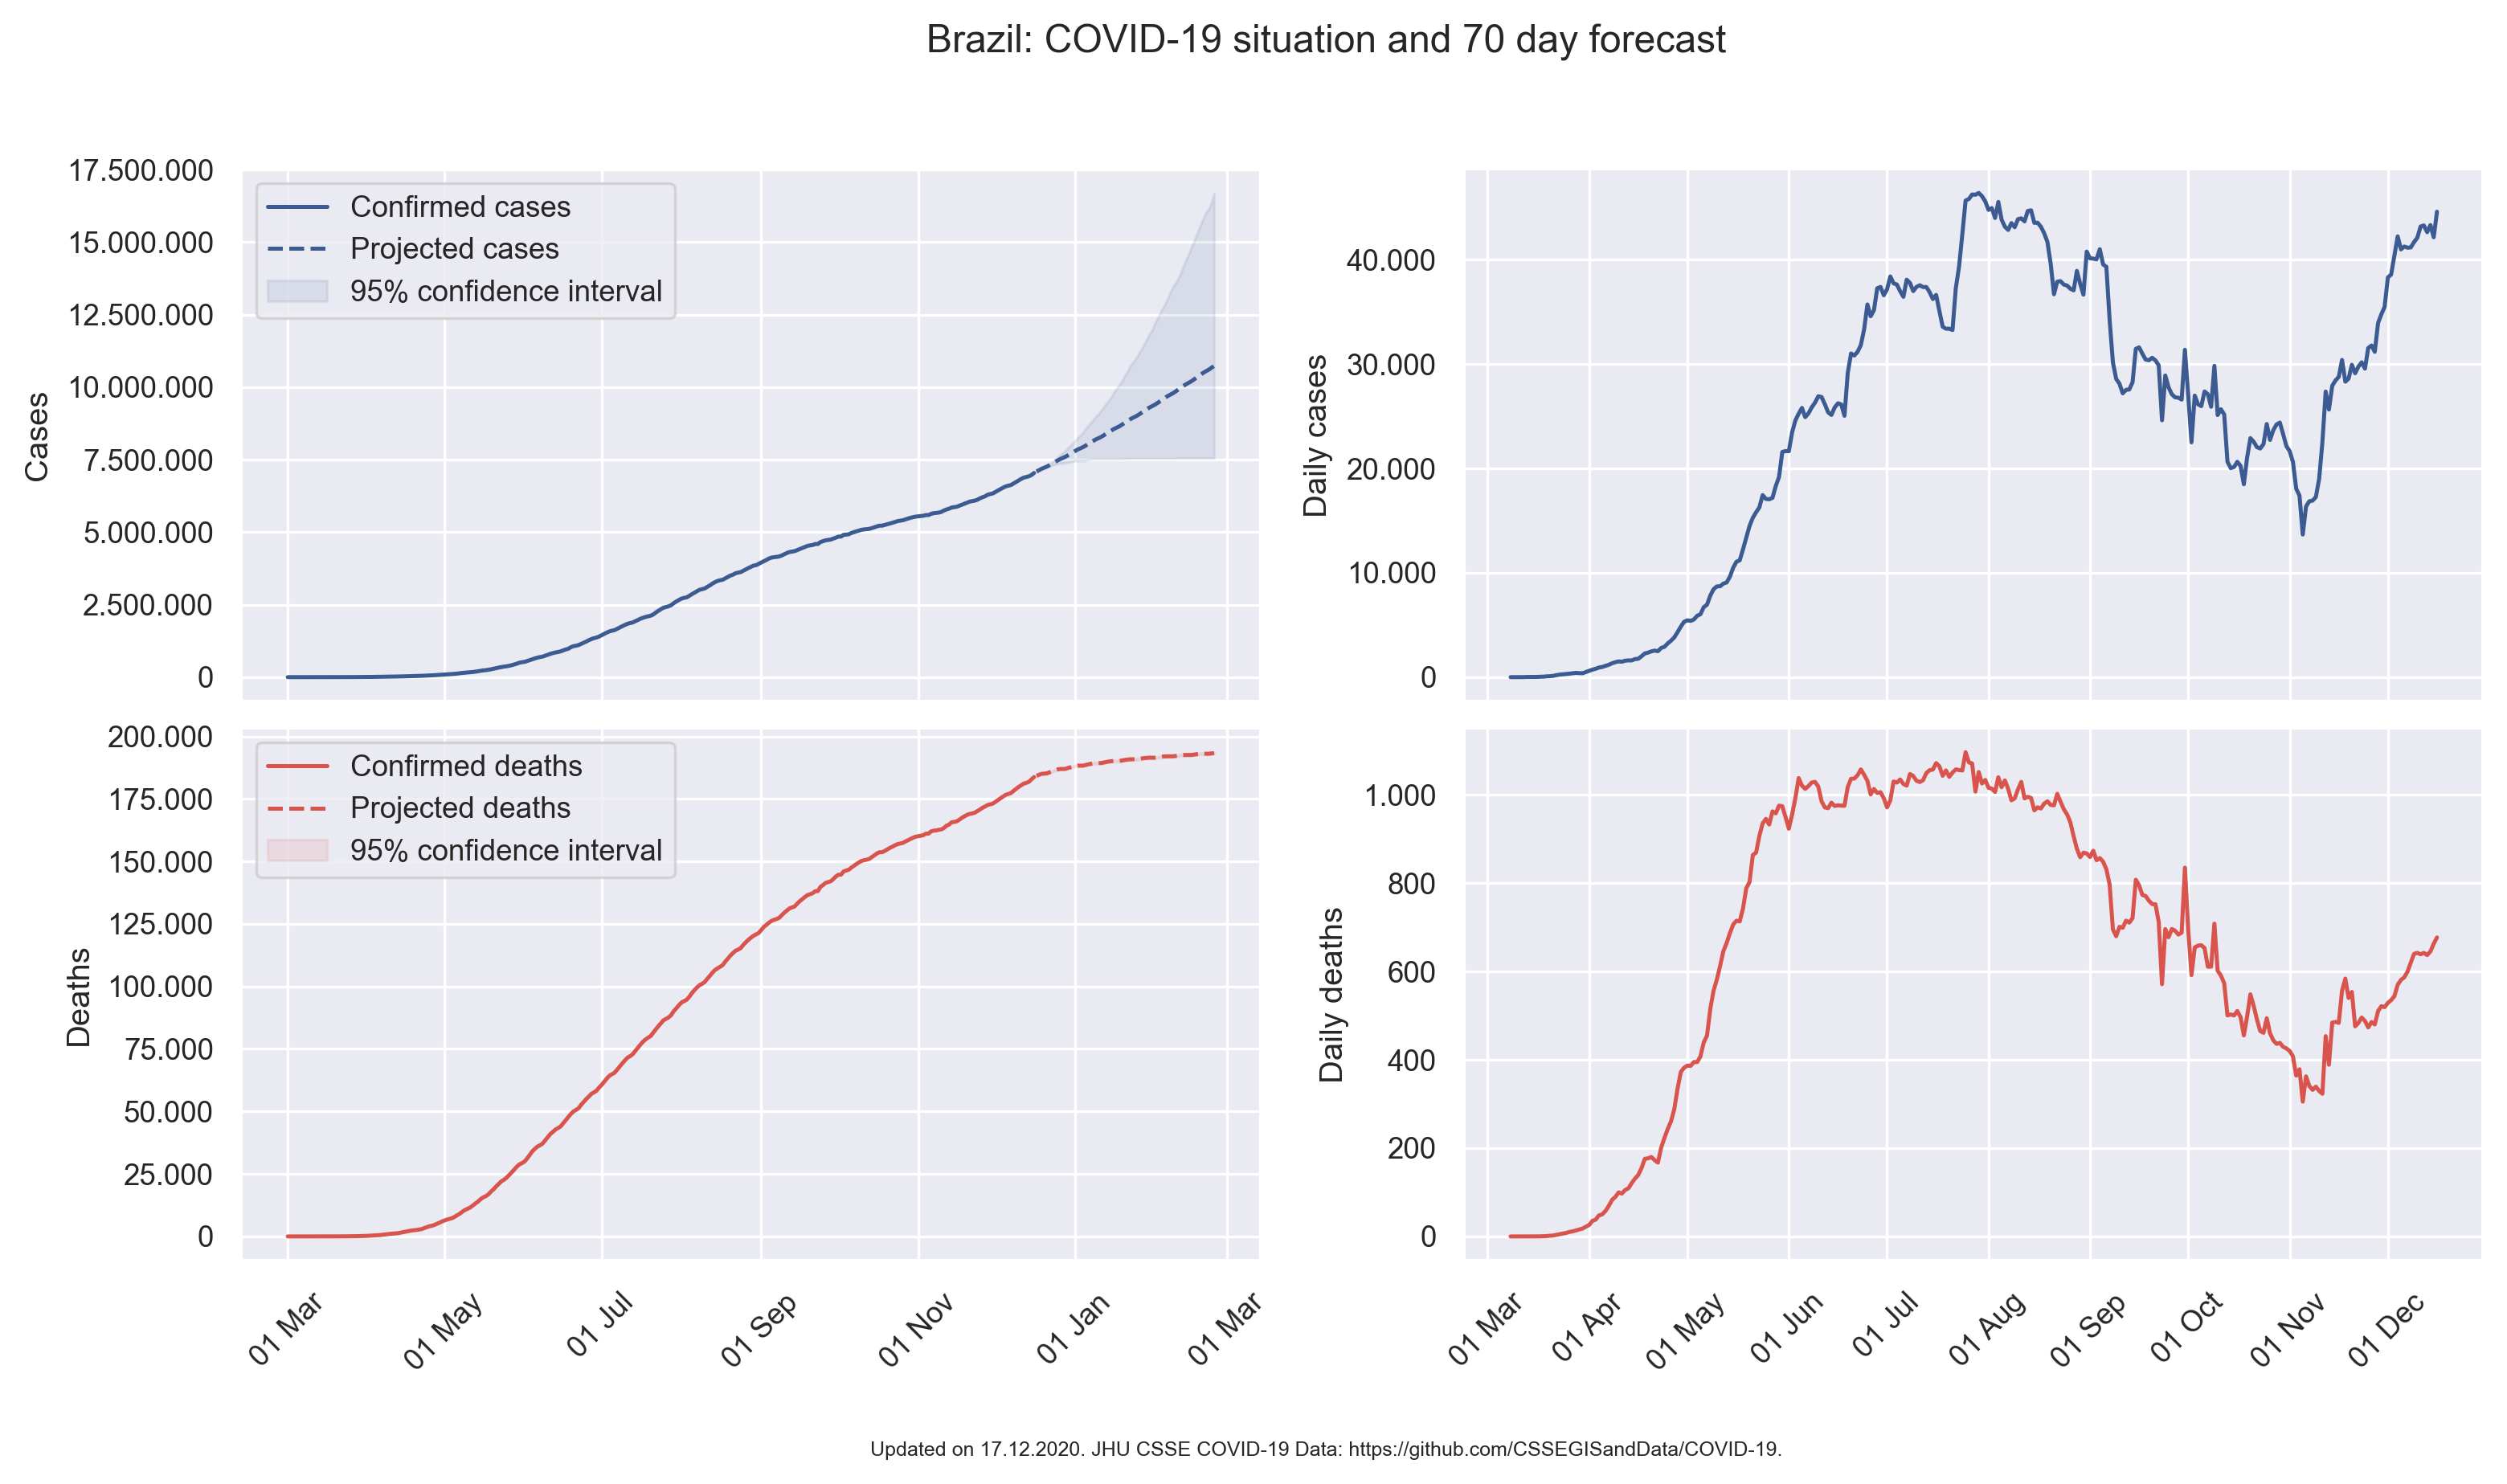 Brazil: COVID-19 situation and 70 day forecast
17.500.000
15.000.000
12.500.000
10.000.000
7.500.000
5.000.000
2.500.000
0
Cases
Confirmed cases
Projected cases
95% confidence interval
40.000
30.000
20.000
10.000
0
Daily cases
200.000
175.000
150.000
125.000
100.000
75.000
50.000
25.000
0
Deaths
Confirmed deaths
Projected deaths
95% confidence interval
01 Mar
01 May
01 Jul
01 Sep
01 Nov
01 Jan
01 Mar
1.000
800
600
400
200
0
Daily deaths
01 Mar
01 Apr
01 May
01 Jun
01 Jul
01 Aug
01 Sep
01 Oct
01 Nov
01 Dec
Updated on 17.12.2020. JHU CSSE COVID-19 Data: https://github.com/CSSEGISandData/COVID-19.